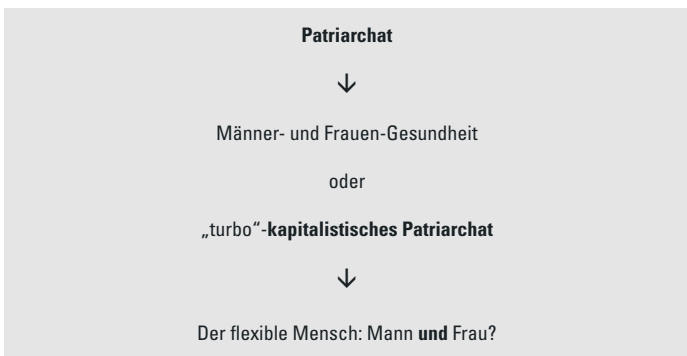 Patriarchat
↓
Männer- und Frauen-Gesundheit
oder
„turbo“-kapitalistisches Patriarchat
↓
Der flexible Mensch: Mann und Frau?